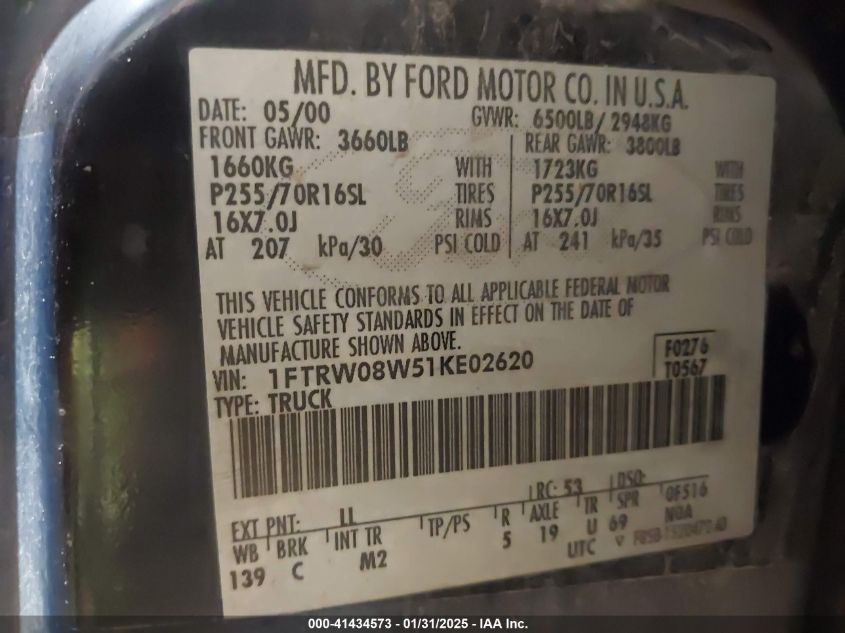 MFD. BY FORD MOTOR CO. IN U.S.A.
DATE: 05/00 GVWR: 6500LB/ 2948KG
FRONT GAWR: 3660LB REAR GAWR: 3800LB
1660KG WITH 1723KG WITH
P255/70R16SL TIRES P255/70R16SL TIRES
16X7.0J RIMS 16X7.0J RIMS
AT 207 kPa/30 PSI COLD AT 241 kPa/35 PSI COLD
THIS VEHICLE CONFORMS TO ALL APPLICABLE FEDERAL MOTOR
VEHICLE SAFETY STANDARDS IN EFFECT ON THE DATE OF
MANUFACTURE SHOWN ABOVE.
F0276
VIN: 1FTRW08W51KE02620
T0567
TYPE: TRUCK
EXT PNT: LL RC: 53 DSO:
WB BRK INT TR TP/PS R AXLE TR SPR 0F516
139 C M2 5 19 U 69 NGA
UTC
000-41434573 - 01/31/2025 - IAA Inc.